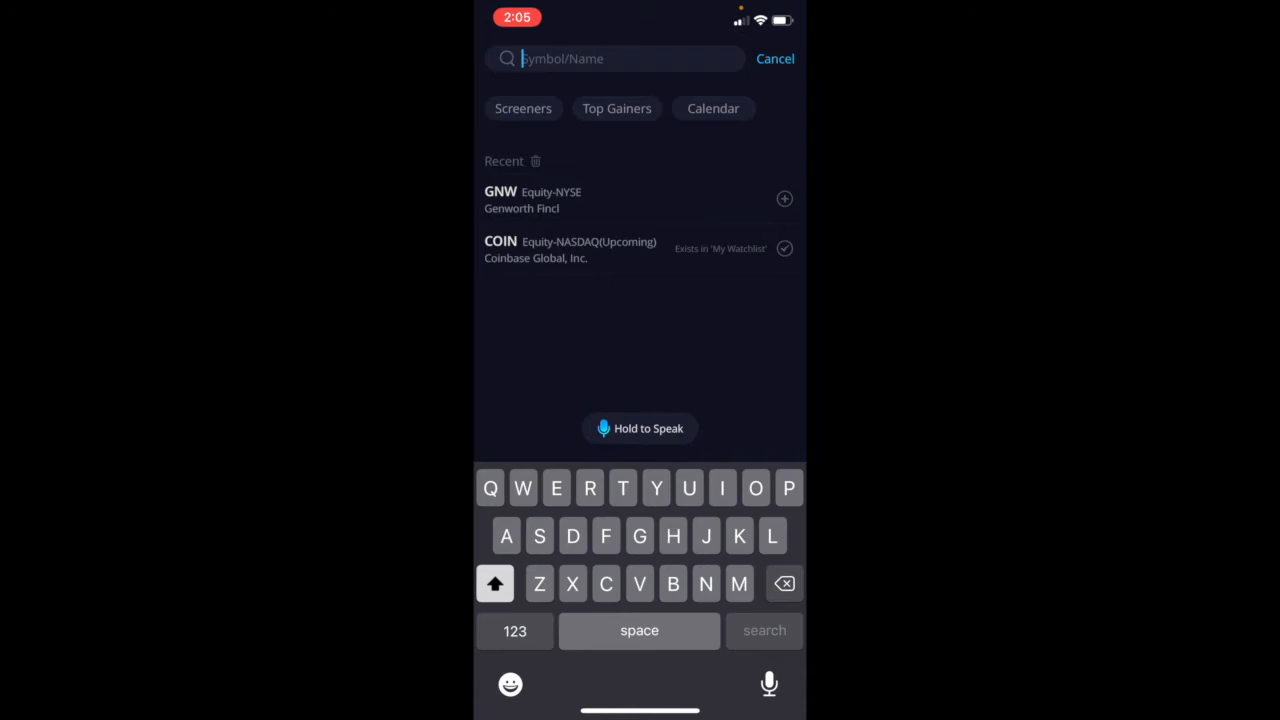 2:05
Symbol/Name
Cancel
Screeners Top Gainers Calendar
Recent
GNW Equity-NYSE
Genworth Fincl
COIN Equity-NASDAQ(Upcoming) Exists in 'My Watchlist'
Coinbase Global, Inc.
Hold to Speak
Q W E R T Y U I O P
A S D F G H J K L
Z X C V B N M
123 space search